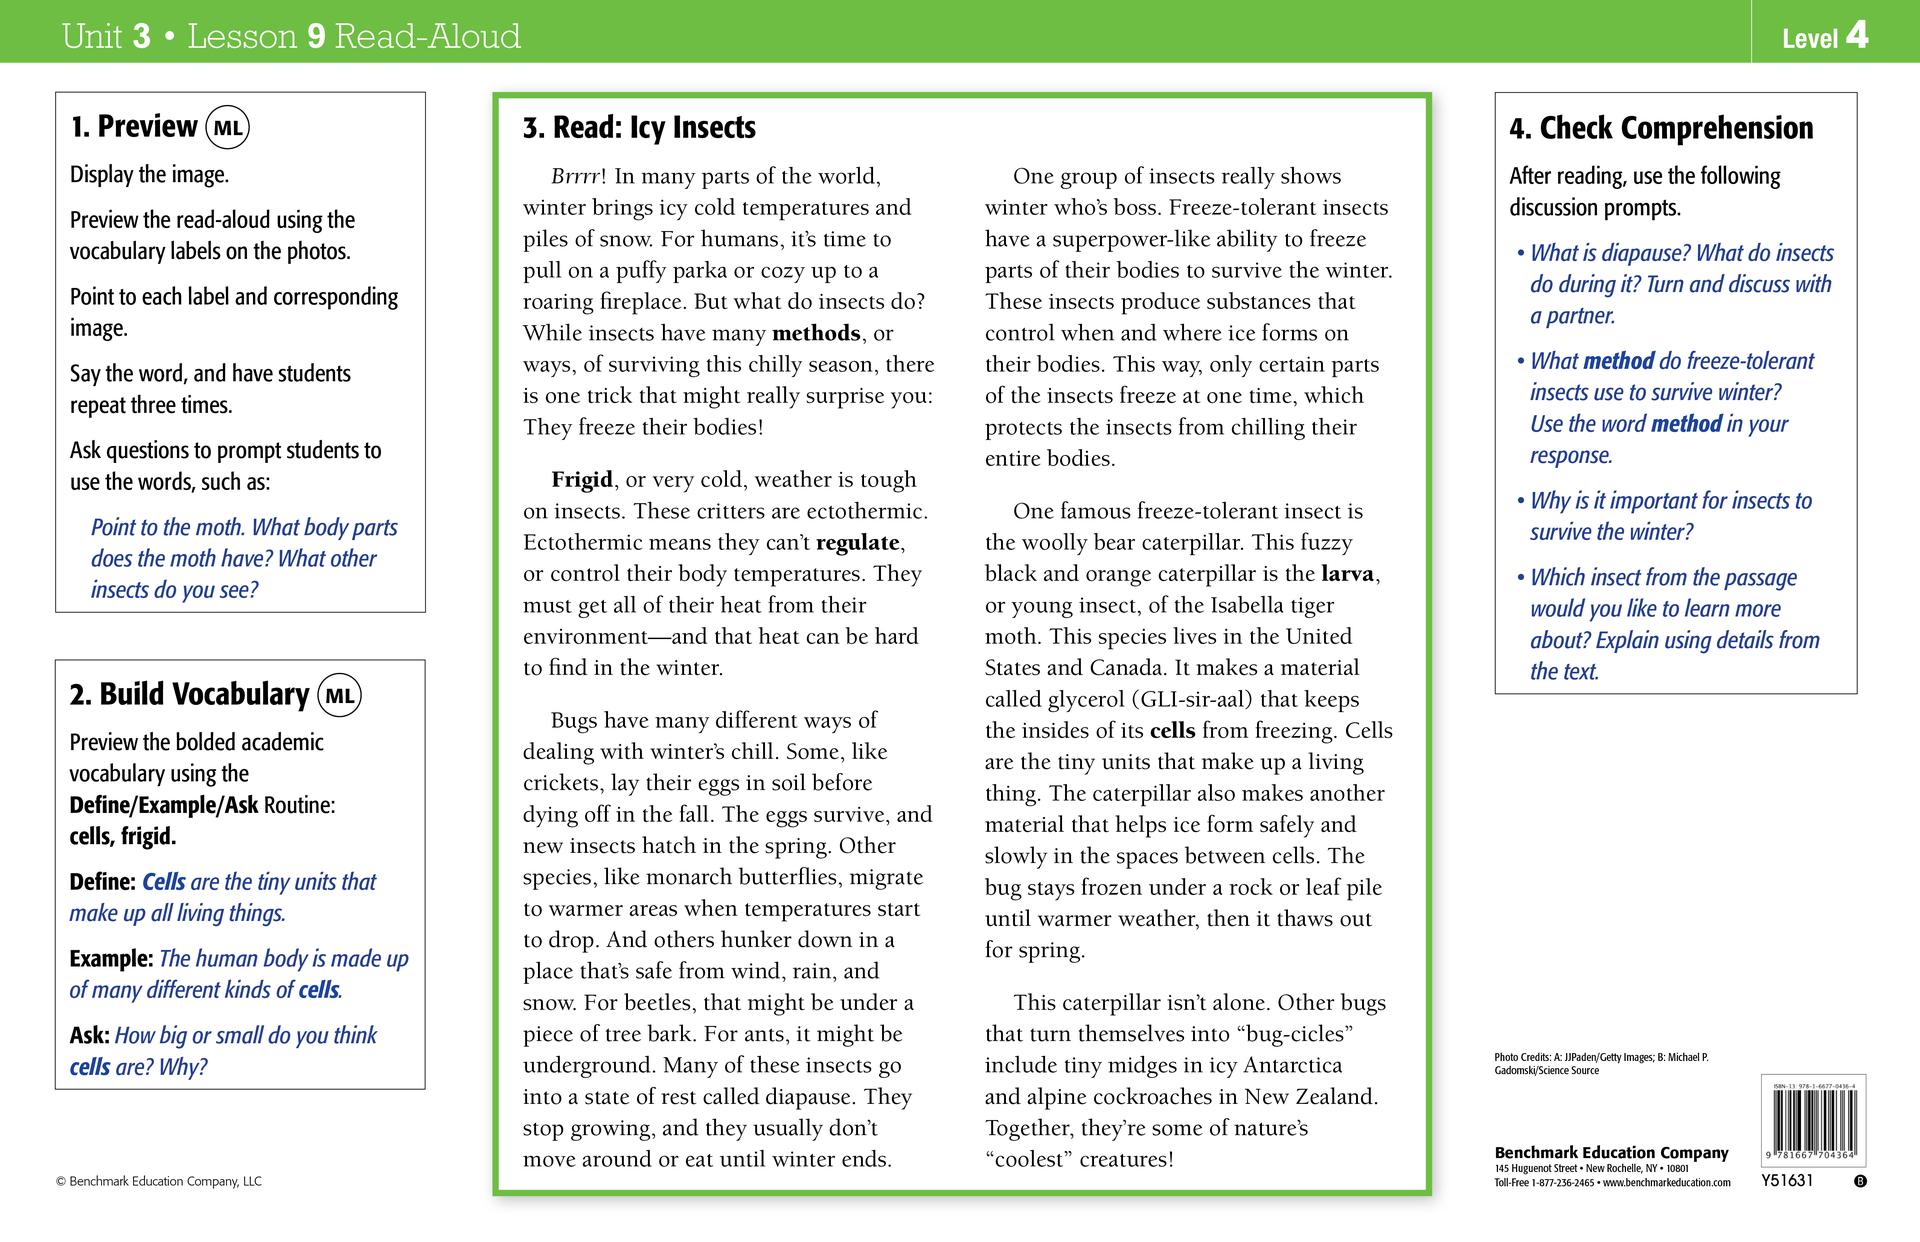 Unit 3 • Lesson 9 Read-Aloud
Level 4
1. Preview ML
Display the image.
Preview the read-aloud using the
vocabulary labels on the photos.
Point to each label and corresponding
image.
Say the word, and have students
repeat three times.
Ask questions to prompt students to
use the words, such as:
Point to the moth. What body parts
does the moth have? What other
insects do you see?
2. Build Vocabulary ML
Preview the bolded academic
vocabulary using the
Define/Example/Ask Routine:
cells, frigid.
Define: Cells are the tiny units that
make up all living things.
Example: The human body is made up
of many different kinds of cells.
Ask: How big or small do you think
cells are? Why?
© Benchmark Education Company, LLC
3. Read: Icy Insects
Brrrr! In many parts of the world,
winter brings icy cold temperatures and
piles of snow. For humans, it's time to
pull on a puffy parka or cozy up to a
roaring fireplace. But what do insects do?
While insects have many methods, or
ways, of surviving this chilly season, there
is one trick that might really surprise you:
They freeze their bodies!
Frigid, or very cold, weather is tough
on insects. These critters are ectothermic.
Ectothermic means they can't regulate,
or control their body temperatures. They
must get all of their heat from their
environment—and that heat can be hard
to find in the winter.
Bugs have many different ways of
dealing with winter's chill. Some, like
crickets, lay their eggs in soil before
dying off in the fall. The eggs survive, and
new insects hatch in the spring. Other
species, like monarch butterflies, migrate
to warmer areas when temperatures start
to drop. And others hunker down in a
place that's safe from wind, rain, and
snow. For beetles, that might be under a
piece of tree bark. For ants, it might be
underground. Many of these insects go
into a state of rest called diapause. They
stop growing, and they usually don't
move around or eat until winter ends.
One group of insects really shows
winter who's boss. Freeze-tolerant insects
have a superpower-like ability to freeze
parts of their bodies to survive the winter.
These insects produce substances that
control when and where ice forms on
their bodies. This way, only certain parts
of the insects freeze at one time, which
protects the insects from chilling their
entire bodies.
One famous freeze-tolerant insect is
the woolly bear caterpillar. This fuzzy
black and orange caterpillar is the larva,
or young insect, of the Isabella tiger
moth. This species lives in the United
States and Canada. It makes a material
called glycerol (GLI-sir-aal) that keeps
the insides of its cells from freezing. Cells
are the tiny units that make up a living
thing. The caterpillar also makes another
material that helps ice form safely and
slowly in the spaces between cells. The
bug stays frozen under a rock or leaf pile
until warmer weather, then it thaws out
for spring.
This caterpillar isn't alone. Other bugs
that turn themselves into “bug-cicles”
include tiny midges in icy Antarctica
and alpine cockroaches in New Zealand.
Together, they're some of nature's
“coolest” creatures!
4. Check Comprehension
After reading, use the following
discussion prompts.
• What is diapause? What do insects
do during it? Turn and discuss with
a partner.
• What method do freeze-tolerant
insects use to survive winter?
Use the word method in your
response.
• Why is it important for insects to
survive the winter?
• Which insect from the passage
would you like to learn more
about? Explain using details from
the text.
Photo Credits: A: JJPaden/Getty Images; B: Michael P.
Gadomski/Science Source
Benchmark Education Company
145 Huguenot Street • New Rochelle, NY • 10801
Toll-Free 1-877-236-2465 • www.benchmarkeducation.com
ISBN-13 978-1-6677-0436-4
9 781667 704364
Y51631
B